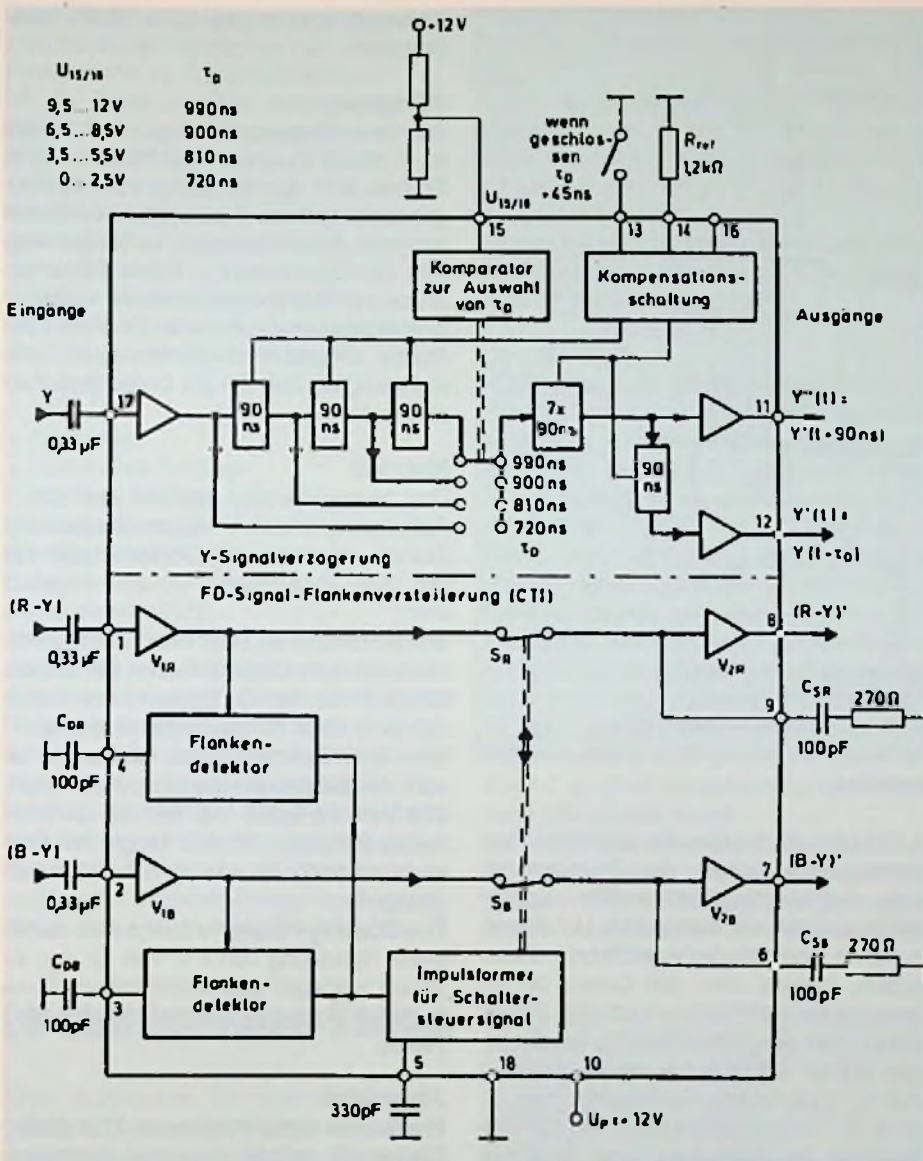 +12V
U15/18 τD
9,5...12V 990ns
6,5...8,5V 900ns
3,5...5,5V 810ns
0...2,5V 720ns
wenn
geschlos-
sen
τD
+45ns
Rref
1,2kΩ
U15/18
15
13
14
16
Komparator
zur Auswahl
von τD
Kompensations-
schaltung
Eingänge
Ausgänge
Y
17
0,33µF
90
ns
90
ns
90
ns
7x
90ns
90
ns
11
Y''(t) =
Y'(t+90ns)
990ns
900ns
810ns
720ns
τD
12
Y'(t) =
Y(t-τD)
Y-Signalverzögerung
FD-Signal-Flankenversteilerung (CTI)
(R-Y)
0,33µF
1
V1R
SR
V2R
8
(R-Y)'
9
CSR
100pF
270Ω
CDR
100pF
4
Flanken-
detektor
(B-Y)
0,33µF
2
V1B
SB
V2B
7
(B-Y)'
6
CSB
100pF
270Ω
CDB
100pF
3
Flanken-
detektor
Impulsformer
für Schalter-
steuersignal
5
18
10
330pF
UP = +12V